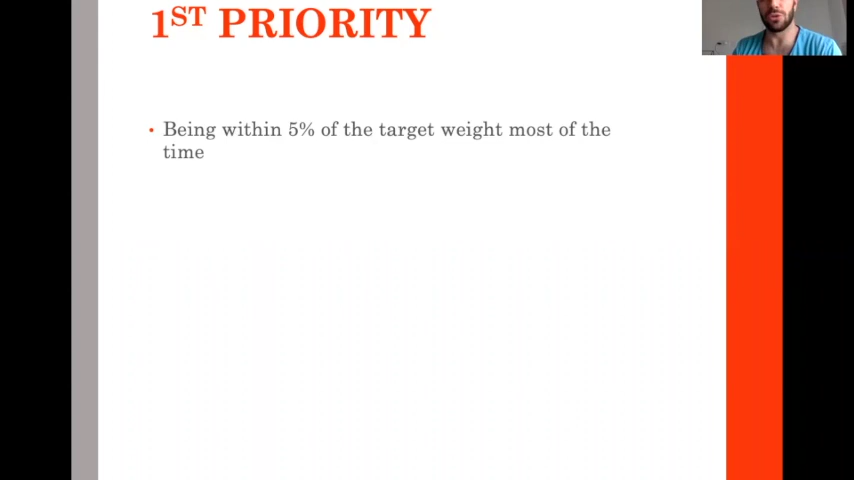 1ST PRIORITY
• Being within 5% of the target weight most of the
time